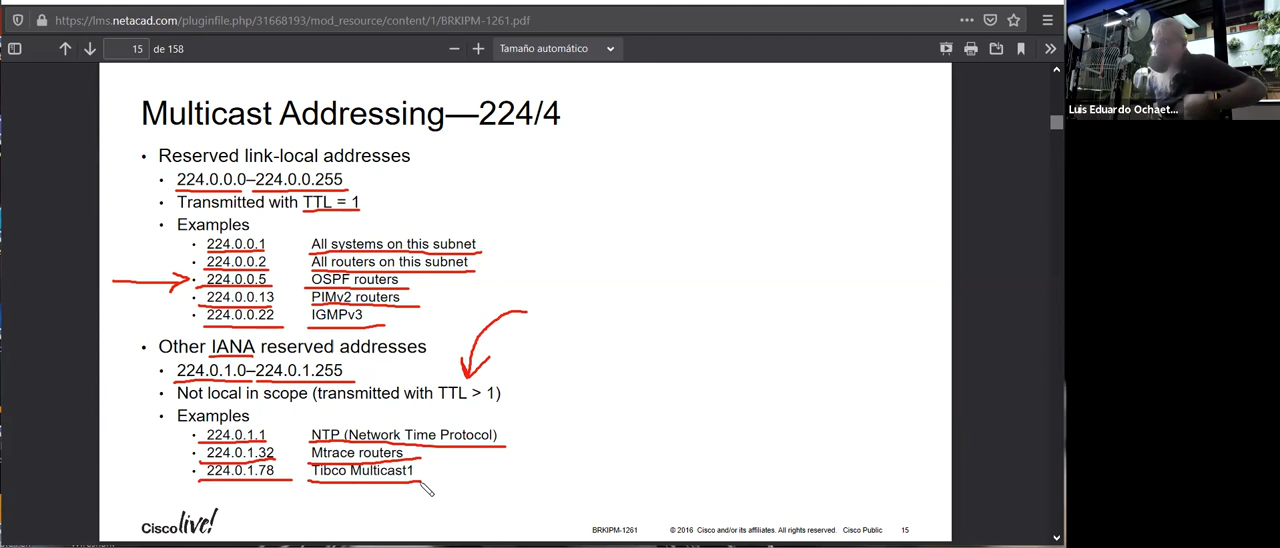 https://lms.netacad.com/pluginfile.php/31668193/mod_resource/content/1/BRKIPM-1261.pdf
15 de 158
Tamaño automático
Luis Eduardo Ochaet...
Multicast Addressing—224/4
• Reserved link-local addresses
• 224.0.0.0–224.0.0.255
• Transmitted with TTL = 1
• Examples
• 224.0.0.1 All systems on this subnet
• 224.0.0.2 All routers on this subnet
• 224.0.0.5 OSPF routers
• 224.0.0.13 PIMv2 routers
• 224.0.0.22 IGMPv3
• Other IANA reserved addresses
• 224.0.1.0–224.0.1.255
• Not local in scope (transmitted with TTL > 1)
• Examples
• 224.0.1.1 NTP (Network Time Protocol)
• 224.0.1.32 Mtrace routers
• 224.0.1.78 Tibco Multicast1
Cisco live!
BRKIPM-1261 © 2016 Cisco and/or its affiliates. All rights reserved. Cisco Public 15